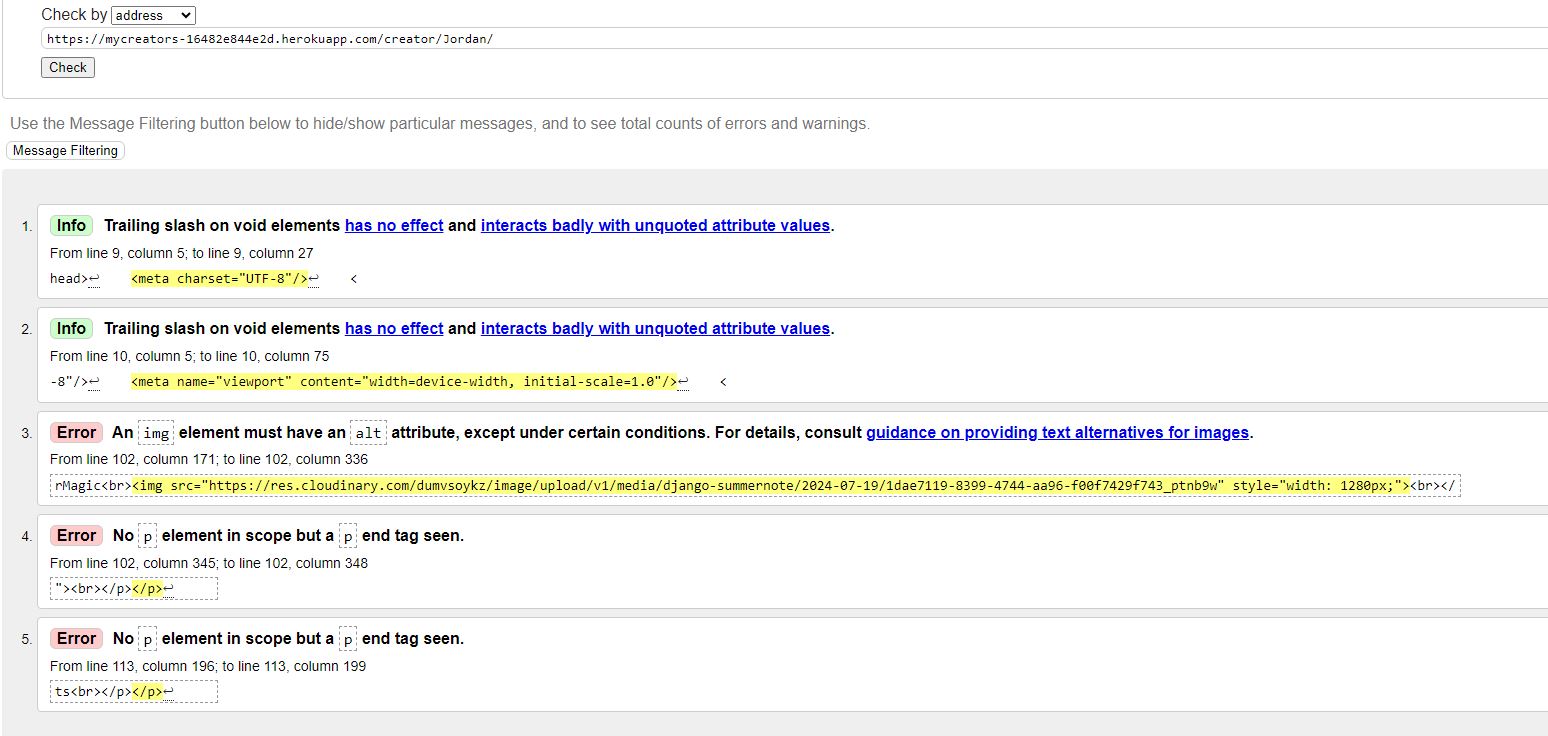 Check by address
https://mycreators-16482e844e2d.herokuapp.com/creator/Jordan/
Check
Use the Message Filtering button below to hide/show particular messages, and to see total counts of errors and warnings.
Message Filtering
1. Info Trailing slash on void elements has no effect and interacts badly with unquoted attribute values.
From line 9, column 5; to line 9, column 27
head>↩ <meta charset="UTF-8"/>↩ <
2. Info Trailing slash on void elements has no effect and interacts badly with unquoted attribute values.
From line 10, column 5; to line 10, column 75
-8"/>↩ <meta name="viewport" content="width=device-width, initial-scale=1.0"/>↩ <
3. Error An img element must have an alt attribute, except under certain conditions. For details, consult guidance on providing text alternatives for images.
From line 102, column 171; to line 102, column 336
rMagic<br><img src="https://res.cloudinary.com/dumvsoykz/image/upload/v1/media/django-summernote/2024-07-19/1dae7119-8399-4744-aa96-f00f7429f743_ptnb9w" style="width: 1280px;"><br></
4. Error No p element in scope but a p end tag seen.
From line 102, column 345; to line 102, column 348
"><br></p></p>↩
5. Error No p element in scope but a p end tag seen.
From line 113, column 196; to line 113, column 199
ts<br></p></p>↩